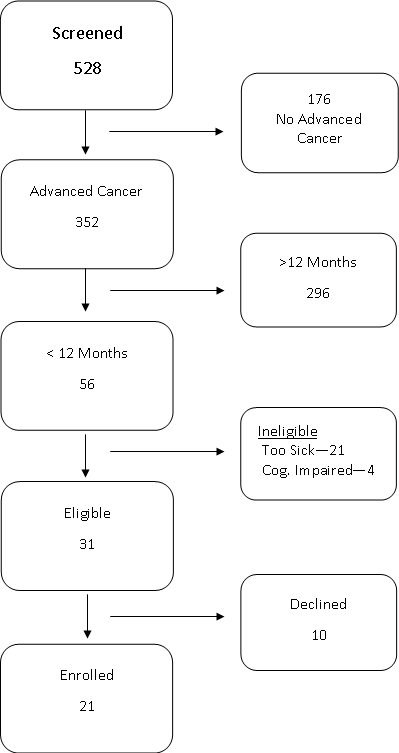 Screened
528
176
No Advanced
Cancer
Advanced Cancer
352
>12 Months
296
< 12 Months
56
Ineligible
Too Sick—21
Cog. Impaired—4
Eligible
31
Declined
10
Enrolled
21